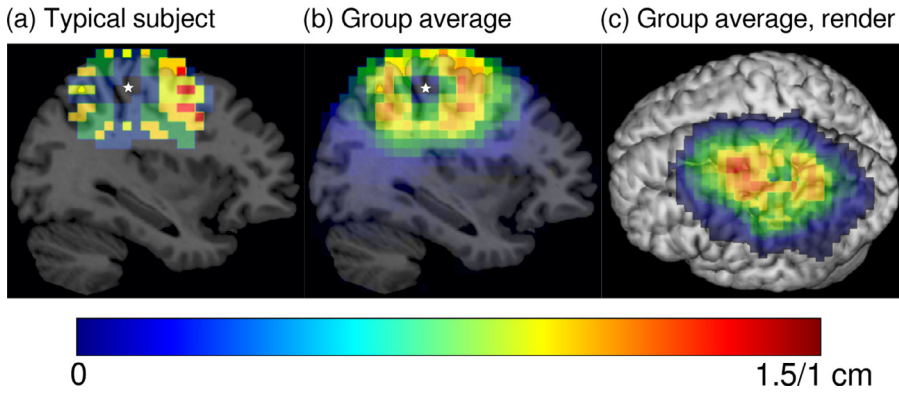 (a) Typical subject
(b) Group average
(c) Group average, render
0
1.5/1 cm